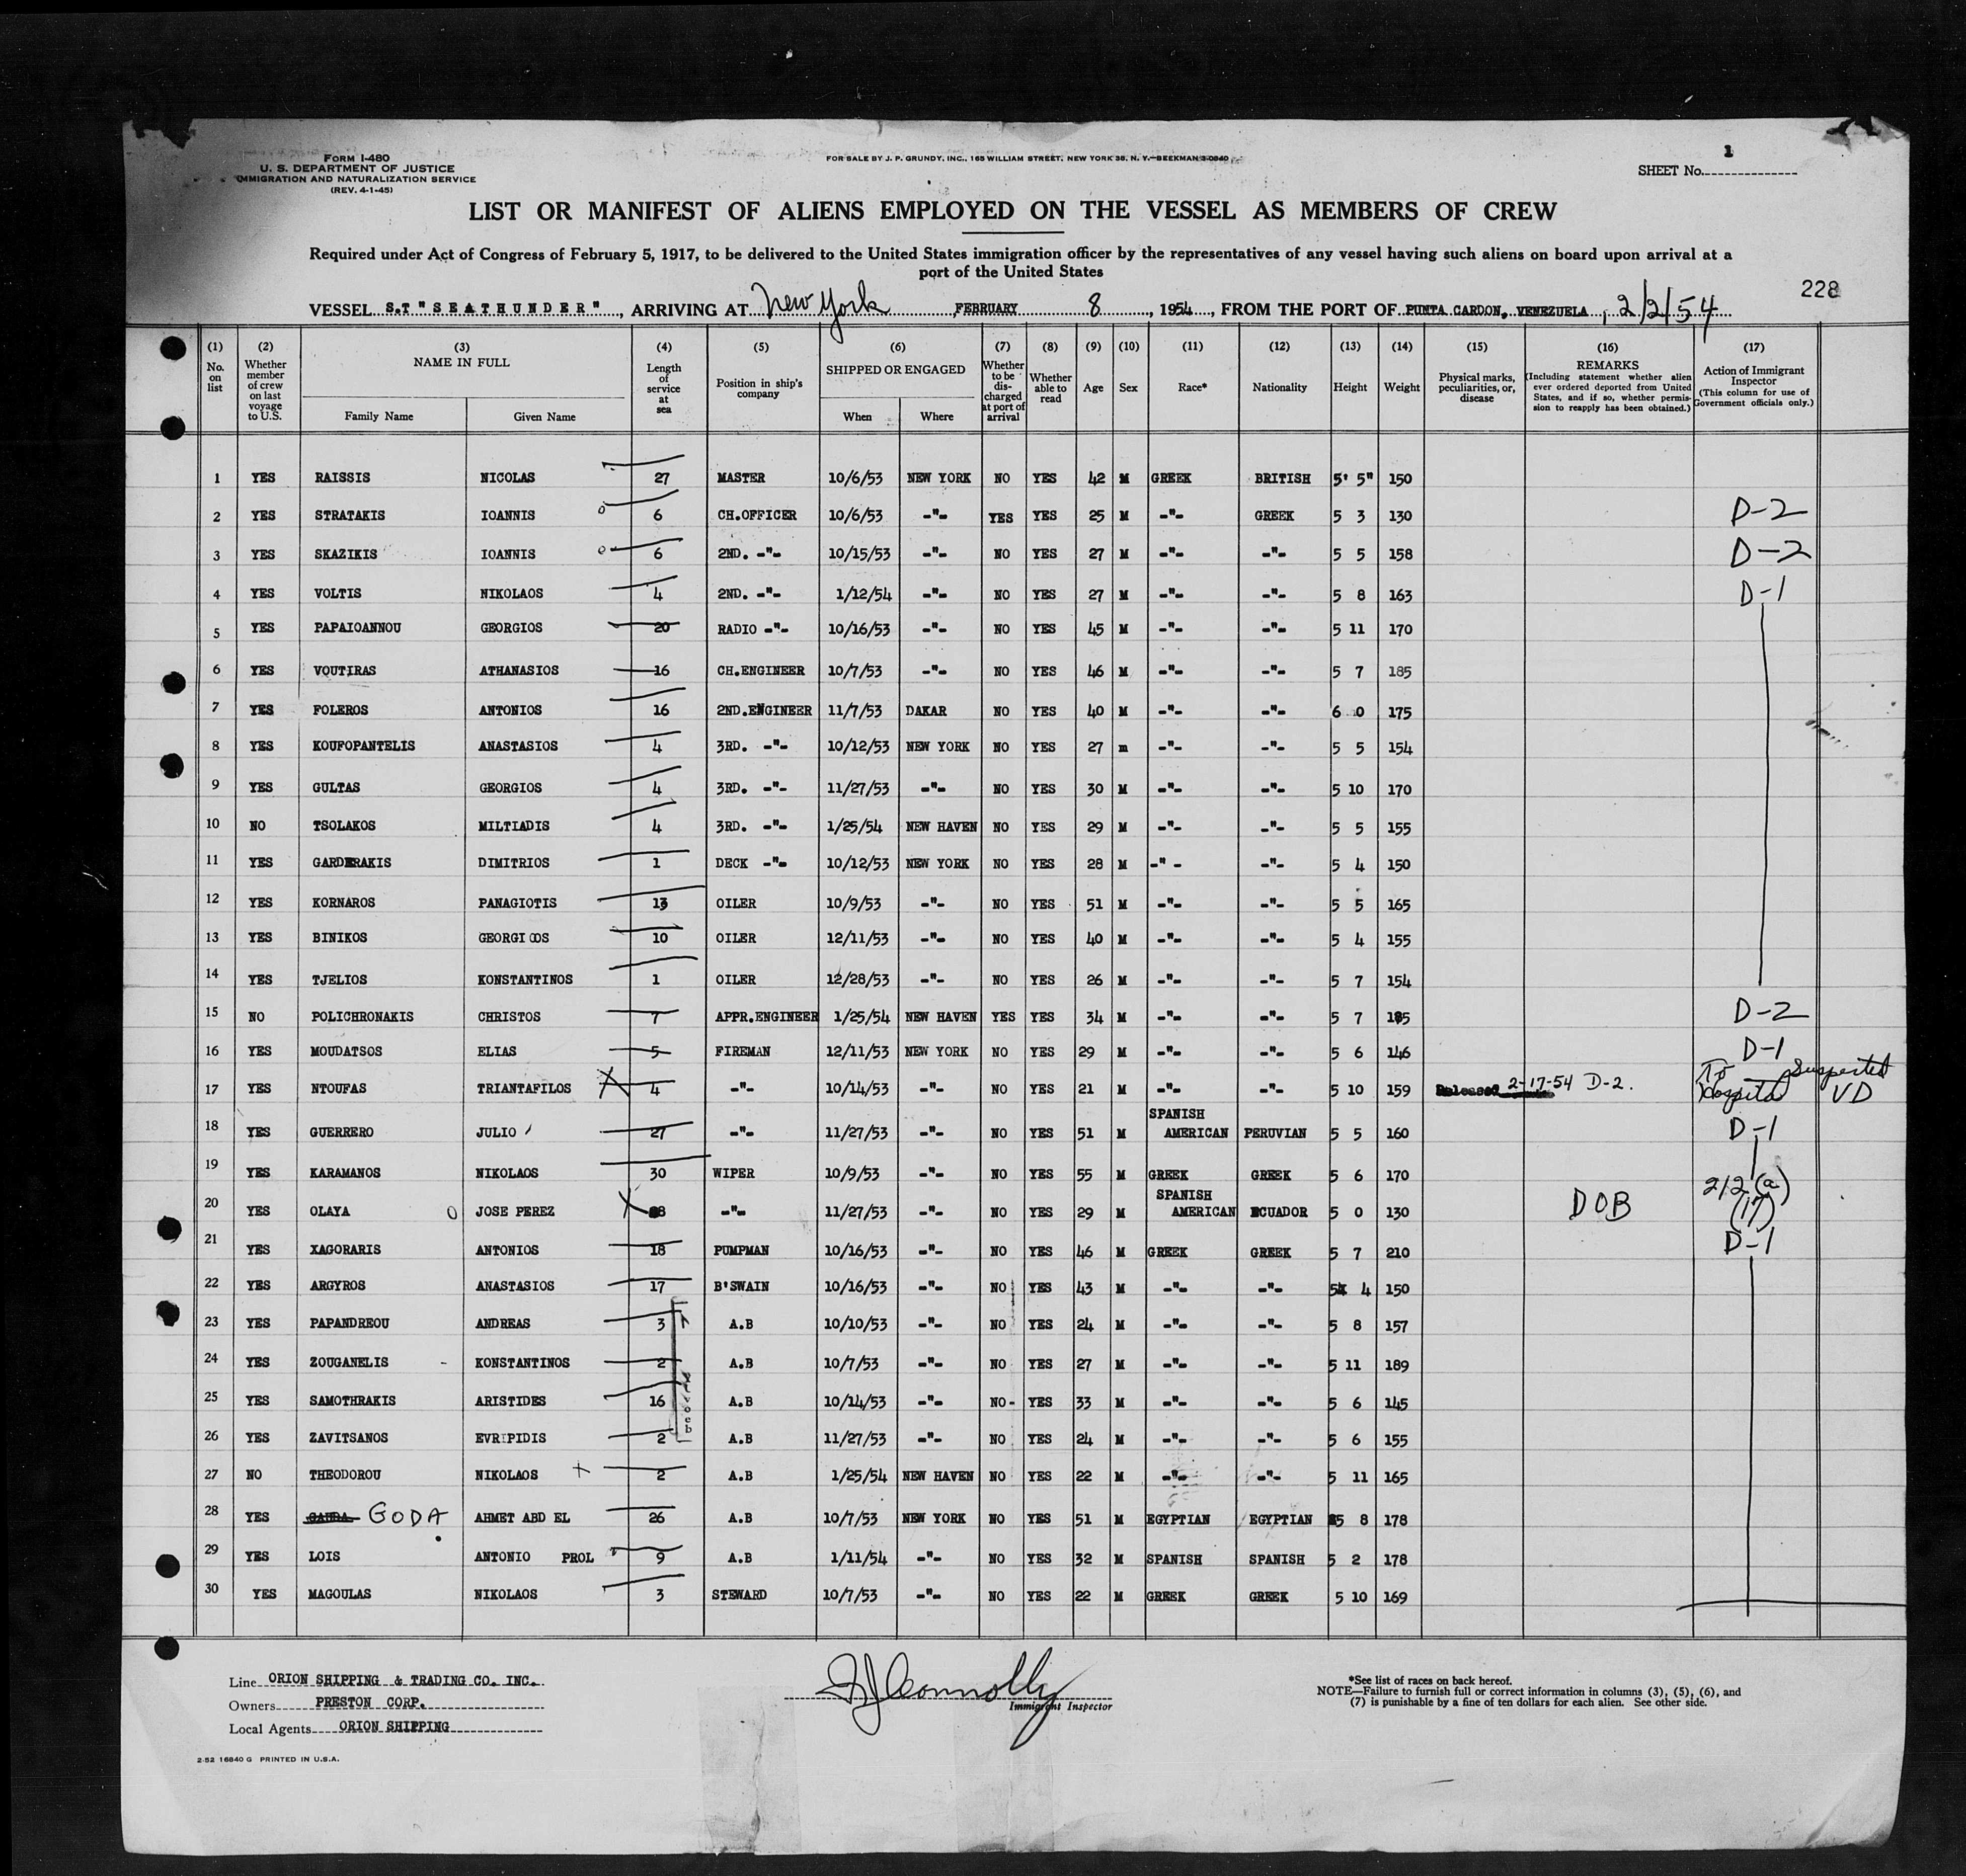 FORM I-480
U. S. DEPARTMENT OF JUSTICE
IMMIGRATION AND NATURALIZATION SERVICE
(REV. 4-1-45)
FOR SALE BY J. P. GRUNDY, INC., 165 WILLIAM STREET, NEW YORK 38, N. Y.—BEEKMAN 3-0840
SHEET No. 1
LIST OR MANIFEST OF ALIENS EMPLOYED ON THE VESSEL AS MEMBERS OF CREW
Required under Act of Congress of February 5, 1917, to be delivered to the United States immigration officer by the representatives of any vessel having such aliens on board upon arrival at a
port of the United States
228
VESSEL S.T "SEATHUNDER", ARRIVING AT New York FEBRUARY 8, 1954, FROM THE PORT OF PUNTA CARDON, VENEZUELA, 2/2/54
(1) No. on list (2) Whether member of crew on last voyage to U.S. (3) NAME IN FULL Family Name Given Name (4) Length of service at sea (5) Position in ship's company (6) SHIPPED OR ENGAGED When Where (7) Whether to be discharged at port of arrival (8) Whether able to read (9) Age (10) Sex (11) Race* (12) Nationality (13) Height (14) Weight (15) Physical marks, peculiarities, or, disease (16) REMARKS (Including statement whether alien ever ordered deported from United States, and if so, whether permission to reapply has been obtained.) (17) Action of Immigrant Inspector (This column for use of Government officials only.)
1 YES RAISSIS NICOLAS 27 MASTER 10/6/53 NEW YORK NO YES 42 M GREEK BRITISH 5' 5" 150
2 YES STRATAKIS IOANNIS 6 CH.OFFICER 10/6/53 -"- YES YES 25 M -"- GREEK 5 3 130 D-2
3 YES SKAZIKIS IOANNIS 6 2ND. -"- 10/15/53 -"- NO YES 27 M -"- -"- 5 5 158 D-2
4 YES VOLTIS NIKOLAOS 4 2ND. -"- 1/12/54 -"- NO YES 27 M -"- -"- 5 8 163 D-1
5 YES PAPAIOANNOU GEORGIOS 20 RADIO -"- 10/16/53 -"- NO YES 45 M -"- -"- 5 11 170
6 YES VOUTIRAS ATHANASIOS 16 CH.ENGINEER 10/7/53 -"- NO YES 46 M -"- -"- 5 7 185
7 YES FOLEROS ANTONIOS 16 2ND.ENGINEER 11/7/53 DAKAR NO YES 40 M -"- -"- 6 0 175
8 YES KOUFOPANTELIS ANASTASIOS 4 3RD. -"- 10/12/53 NEW YORK NO YES 27 m -"- -"- 5 5 154
9 YES GULTAS GEORGIOS 4 3RD. -"- 11/27/53 -"- NO YES 30 M -"- -"- 5 10 170
10 NO TSOLAKOS MILTIADIS 4 3RD. -"- 1/25/54 NEW HAVEN NO YES 29 M -"- -"- 5 5 155
11 YES GARDERAKIS DIMITRIOS 1 DECK -"- 10/12/53 NEW YORK NO YES 28 M -"- -"- 5 4 150
12 YES KORNAROS PANAGIOTIS 13 OILER 10/9/53 -"- NO YES 51 M -"- -"- 5 5 165
13 YES BINIKOS GEORGIOOS 10 OILER 12/11/53 -"- NO YES 40 M -"- -"- 5 4 155
14 YES TJELIOS KONSTANTINOS 1 OILER 12/28/53 -"- NO YES 26 M -"- -"- 5 7 154
15 NO POLICHRONAKIS CHRISTOS 7 APPR.ENGINEER 1/25/54 NEW HAVEN YES YES 34 M -"- -"- 5 7 185 D-2
16 YES MOUDATSOS ELIAS 5 FIREMAN 12/11/53 NEW YORK NO YES 29 M -"- -"- 5 6 146 D-1
17 YES NTOUFAS TRIANTAFILOS X 4 -"- 10/14/53 -"- NO YES 21 M -"- -"- 5 10 159 Released 2-17-54 D-2. To Hospital Suspected VD
18 YES GUERRERO JULIO 27 -"- 11/27/53 -"- NO YES 51 M SPANISH AMERICAN PERUVIAN 5 5 160 D-1
19 YES KARAMANOS NIKOLAOS 30 WIPER 10/9/53 -"- NO YES 55 M GREEK GREEK 5 6 170
20 YES OLAYA O JOSE PEREZ X -"- 11/27/53 -"- NO YES 29 M SPANISH AMERICAN ECUADOR 5 0 130 DOB 212 (a) (17)
21 YES XAGORARIS ANTONIOS 18 PUMPMAN 10/16/53 -"- NO YES 46 M GREEK GREEK 5 7 210 D-1
22 YES ARGYROS ANASTASIOS 17 B'SWAIN 10/16/53 -"- NO YES 43 M -"- -"- 5 4 150
23 YES PAPANDREOU ANDREAS 3 A.B 10/10/53 -"- NO YES 24 M -"- -"- 5 8 157
24 YES ZOUGANELIS - KONSTANTINOS 2 A.B 10/7/53 -"- NO YES 27 M -"- -"- 5 11 189
25 YES SAMOTHRAKIS ARISTIDES 16 A.B 10/14/53 -"- NO- YES 33 M -"- -"- 5 6 145
26 YES ZAVITSANOS EVRIPIDIS 2 A.B 11/27/53 -"- NO YES 24 M -"- -"- 5 6 155
27 NO THEODOROU NIKOLAOS + 2 A.B 1/25/54 NEW HAVEN NO YES 22 M -"- -"- 5 11 165
28 YES GODA AHMET ABD EL 26 A.B 10/7/53 NEW YORK NO YES 51 M EGYPTIAN EGYPTIAN 5 8 178
29 YES LOIS ANTONIO PROL 9 A.B 1/11/54 -"- NO YES 32 M SPANISH SPANISH 5 2 178
30 YES MAGOULAS NIKOLAOS 3 STEWARD 10/7/53 -"- NO YES 22 M GREEK GREEK 5 10 169
Line ORION SHIPPING & TRADING CO. INC.
Owners PRESTON CORP.
Local Agents ORION SHIPPING
2-52 16840 G PRINTED IN U.S.A.
Connolly
Immigrant Inspector
*See list of races on back hereof.
NOTE—Failure to furnish full or correct information in columns (3), (5), (6), and
(7) is punishable by a fine of ten dollars for each alien. See other side.